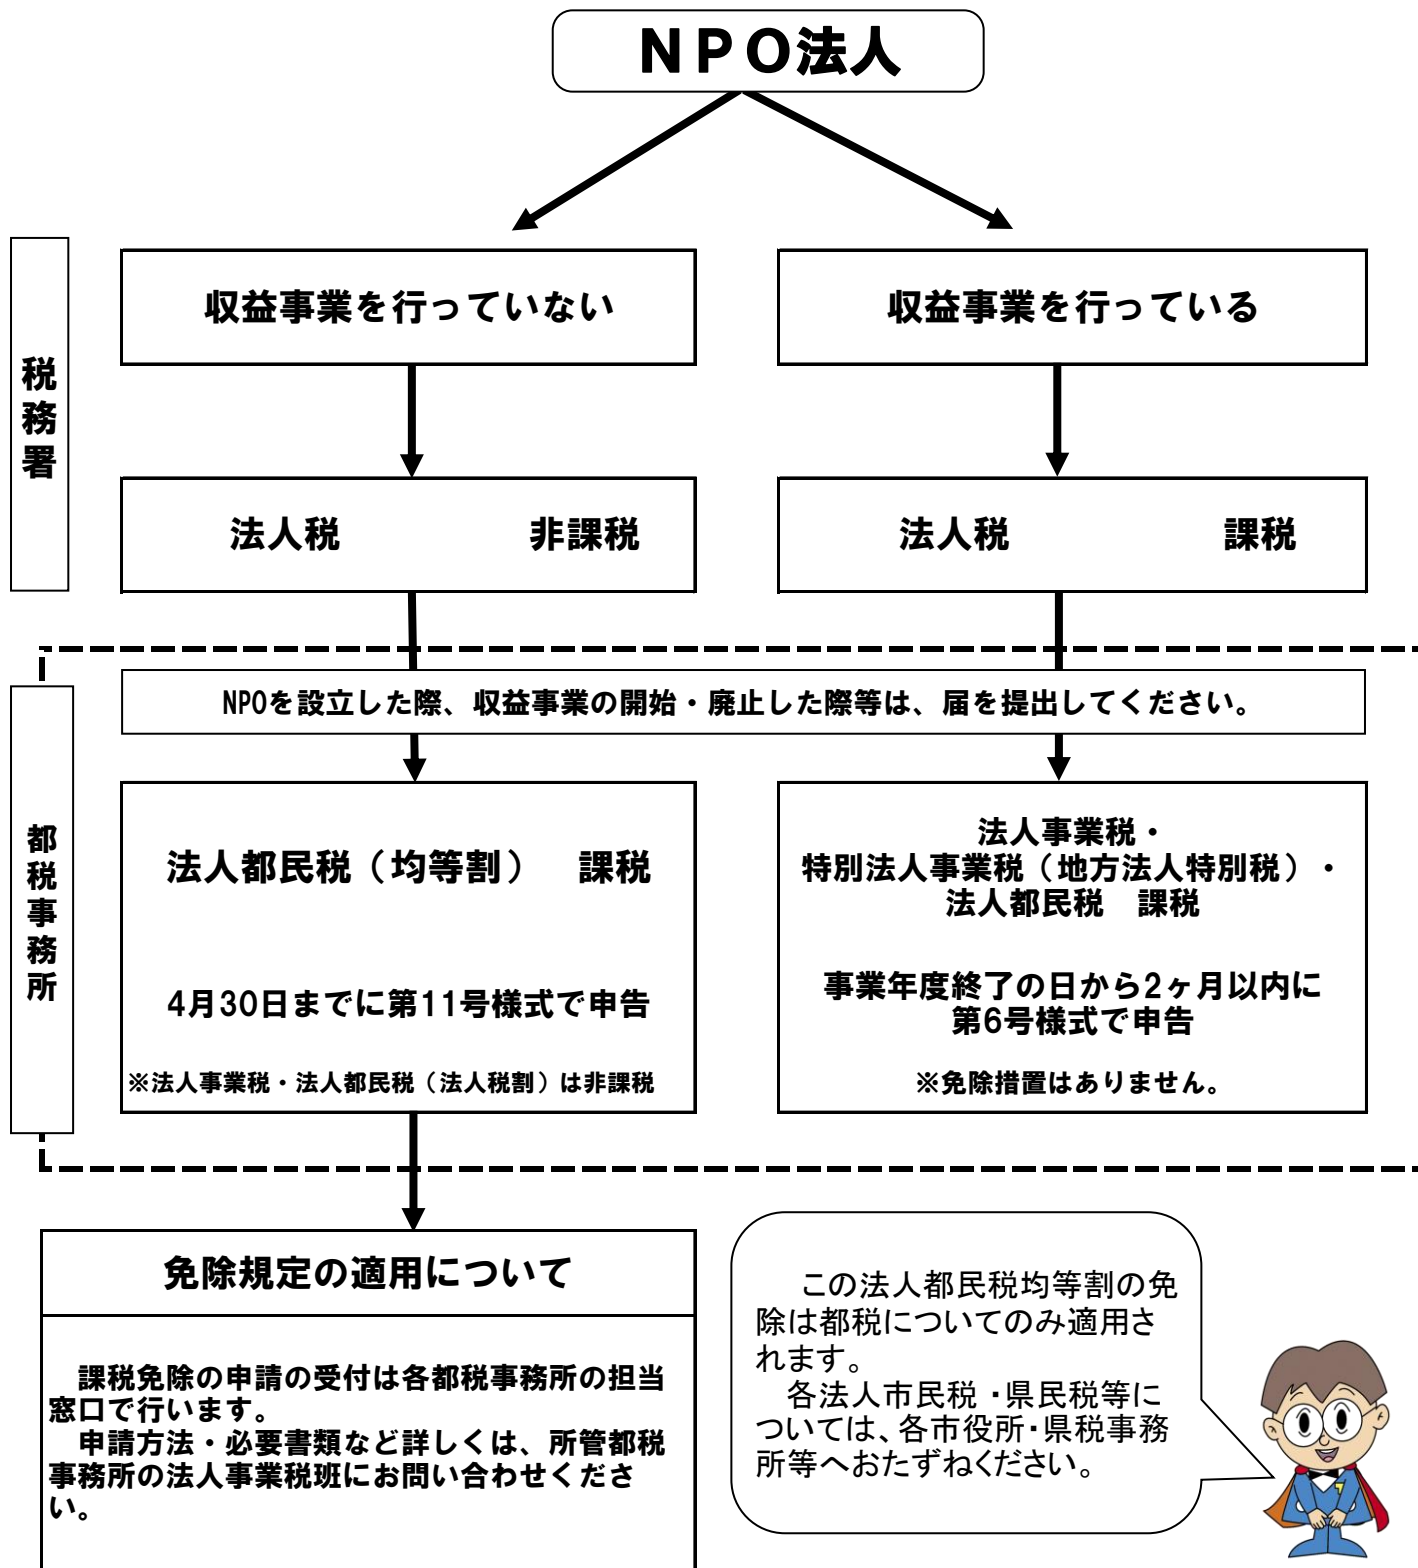 NPO法人
税務署
収益事業を行っていない
収益事業を行っている
法人税　非課税
法人税　課税
都税事務所
NPOを設立した際、収益事業の開始・廃止した際等は、届を提出してください。
法人都民税（均等割）　課税
4月30日までに第11号様式で申告
※法人事業税・法人都民税（法人税割）は非課税
法人事業税・
特別法人事業税（地方法人特別税）・
法人都民税　課税
事業年度終了の日から2ヶ月以内に
第6号様式で申告
※免除措置はありません。
免除規定の適用について
課税免除の申請の受付は各都税事務所の担当
窓口で行います。
申請方法・必要書類など詳しくは、所管都税
事務所の法人事業税班にお問い合わせくださ
い。
この法人都民税均等割の免
除は都税についてのみ適用さ
れます。
各法人市民税・県民税等に
ついては、各市役所・県税事務
所等へおたずねください。